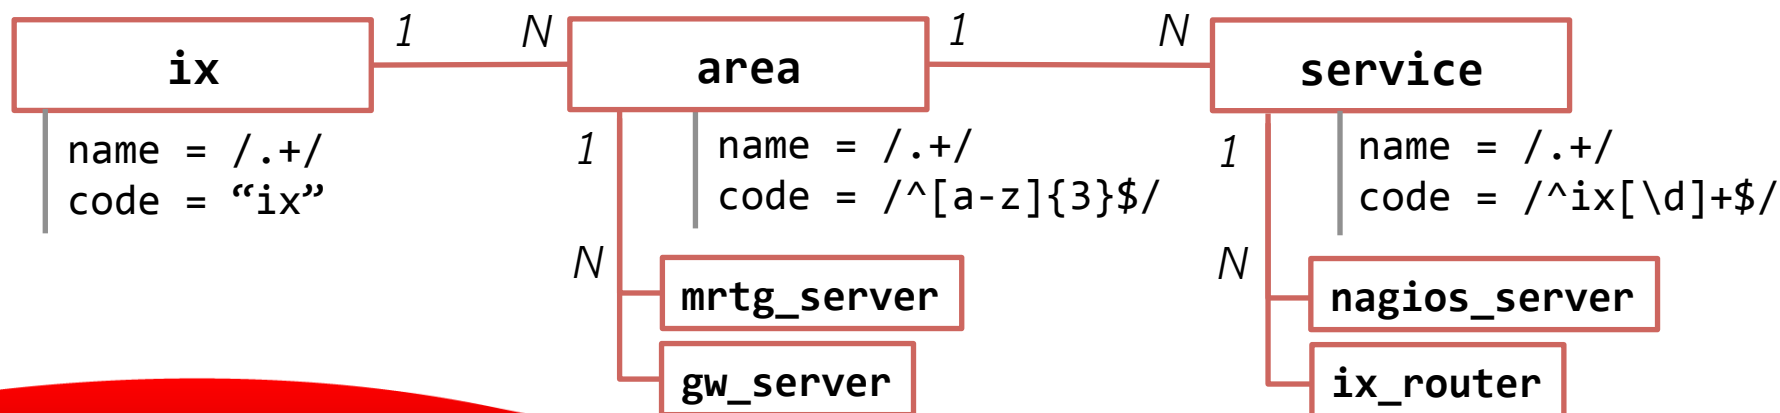 ix
1
N
area
1
N
service
name = /.+/
code = “ix”
1
name = /.+/
code = /^[a-z]{3}$/
1
name = /.+/
code = /^ix[\d]+$/
N
mrtg_server
gw_server
N
nagios_server
ix_router